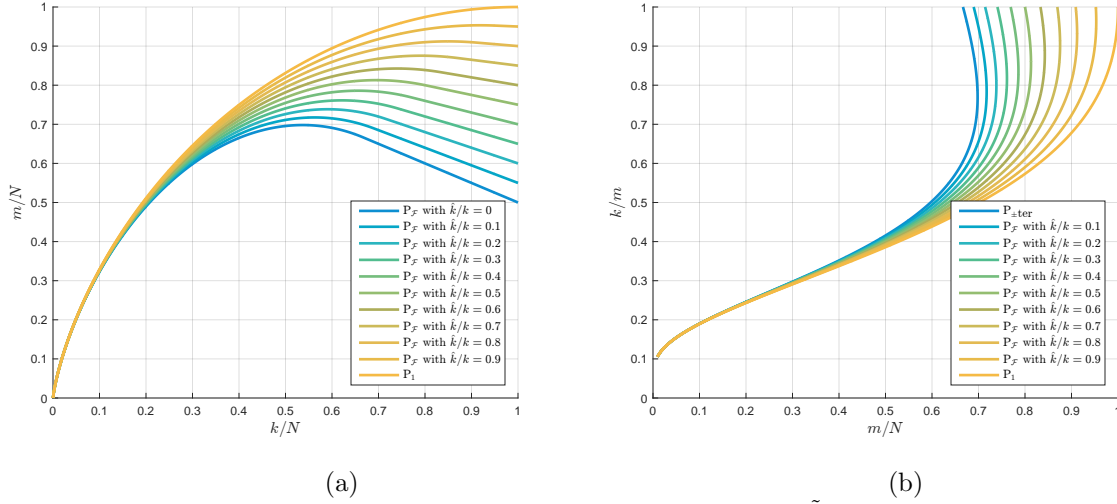 1
0.9
0.8
0.7
0.6
0.5
0.4
0.3
0.2
0.1
0
m/N
0 0.1 0.2 0.3 0.4 0.5 0.6 0.7 0.8 0.9 1
k/N
P_F with k̂/k = 0
P_F with k̂/k = 0.1
P_F with k̂/k = 0.2
P_F with k̂/k = 0.3
P_F with k̂/k = 0.4
P_F with k̂/k = 0.5
P_F with k̂/k = 0.6
P_F with k̂/k = 0.7
P_F with k̂/k = 0.8
P_F with k̂/k = 0.9
P_1
(a)
1
0.9
0.8
0.7
0.6
0.5
0.4
0.3
0.2
0.1
0
k/m
0 0.1 0.2 0.3 0.4 0.5 0.6 0.7 0.8 0.9 1
m/N
P_±ter
P_F with k̂/k = 0.1
P_F with k̂/k = 0.2
P_F with k̂/k = 0.3
P_F with k̂/k = 0.4
P_F with k̂/k = 0.5
P_F with k̂/k = 0.6
P_F with k̂/k = 0.7
P_F with k̂/k = 0.8
P_F with k̂/k = 0.9
P_1
(b)